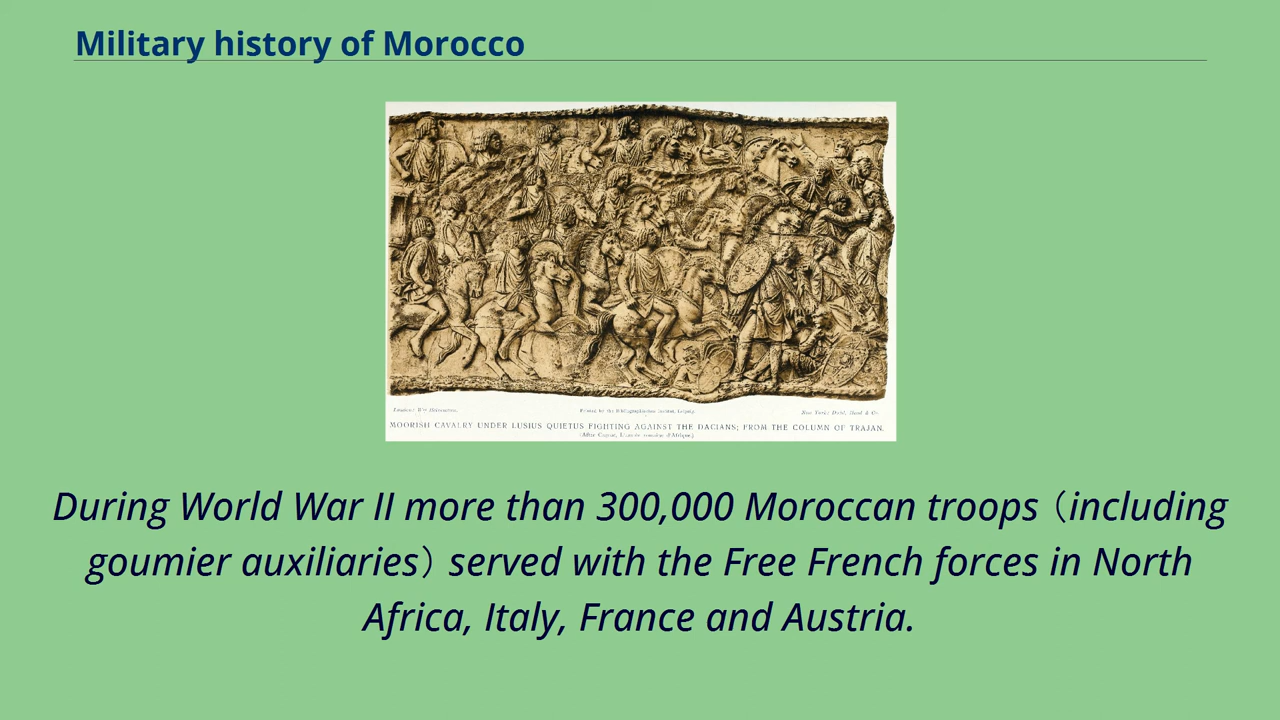 Military history of Morocco
MOORISH CAVALRY UNDER LUSIUS QUIETUS FIGHTING AGAINST THE DACIANS; FROM THE COLUMN OF TRAJAN.
During World War II more than 300,000 Moroccan troops (including
goumier auxiliaries) served with the Free French forces in North
Africa, Italy, France and Austria.